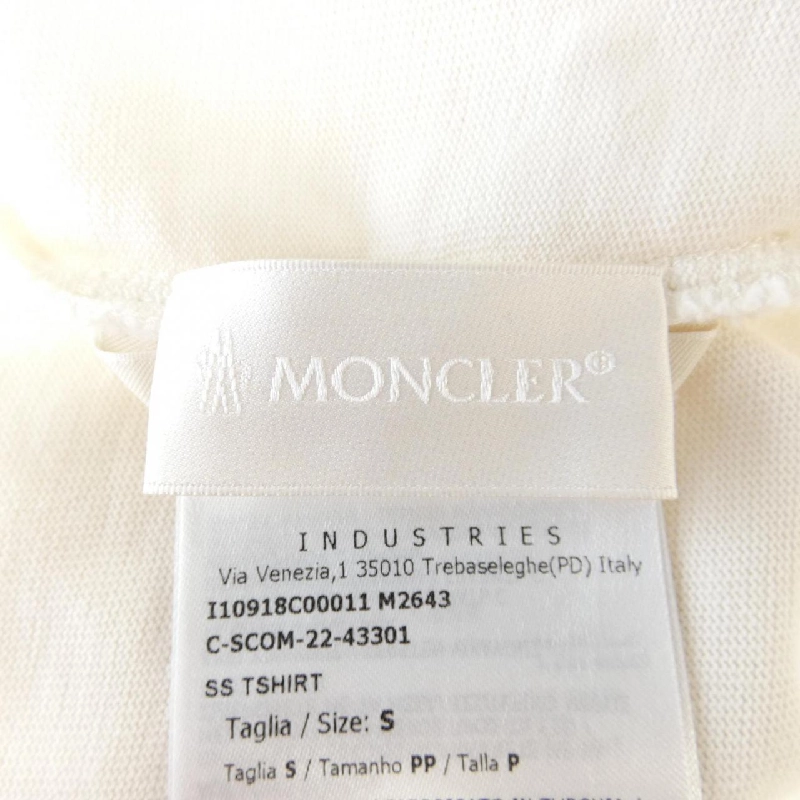 MONCLER®
INDUSTRIES
Via Venezia,1 35010 Trebaseleghe(PD) Italy
I10918C00011 M2643
C-SCOM-22-43301
SS TSHIRT
Taglia / Size: S
Taglia S / Tamanho PP / Talla P